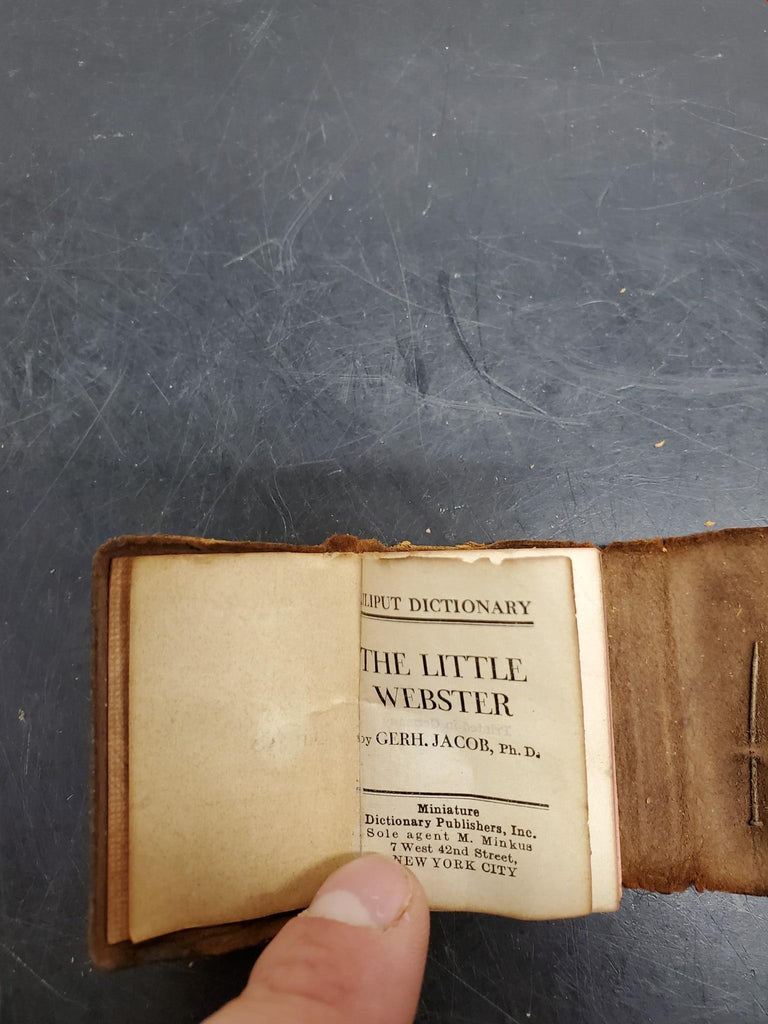 LILIPUT DICTIONARY
THE LITTLE
WEBSTER
by GERH. JACOB, Ph. D.
Miniature
Dictionary Publishers, Inc.
Sole agent M. Minkus
7 West 42nd Street,
NEW YORK CITY